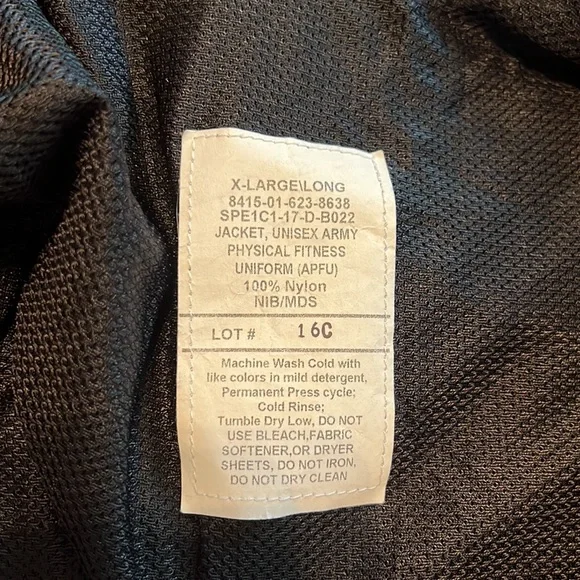 X-LARGE\LONG
8415-01-623-8638
SPE1C1-17-D-B022
JACKET, UNISEX ARMY
PHYSICAL FITNESS
UNIFORM (APFU)
100% Nylon
NIB/MDS
LOT # 16C
Machine Wash Cold with
like colors in mild detergent,
Permanent Press cycle;
Cold Rinse;
Tumble Dry Low, DO NOT
USE BLEACH,FABRIC
SOFTENER,OR DRYER
SHEETS, DO NOT IRON,
DO NOT DRY CLEAN